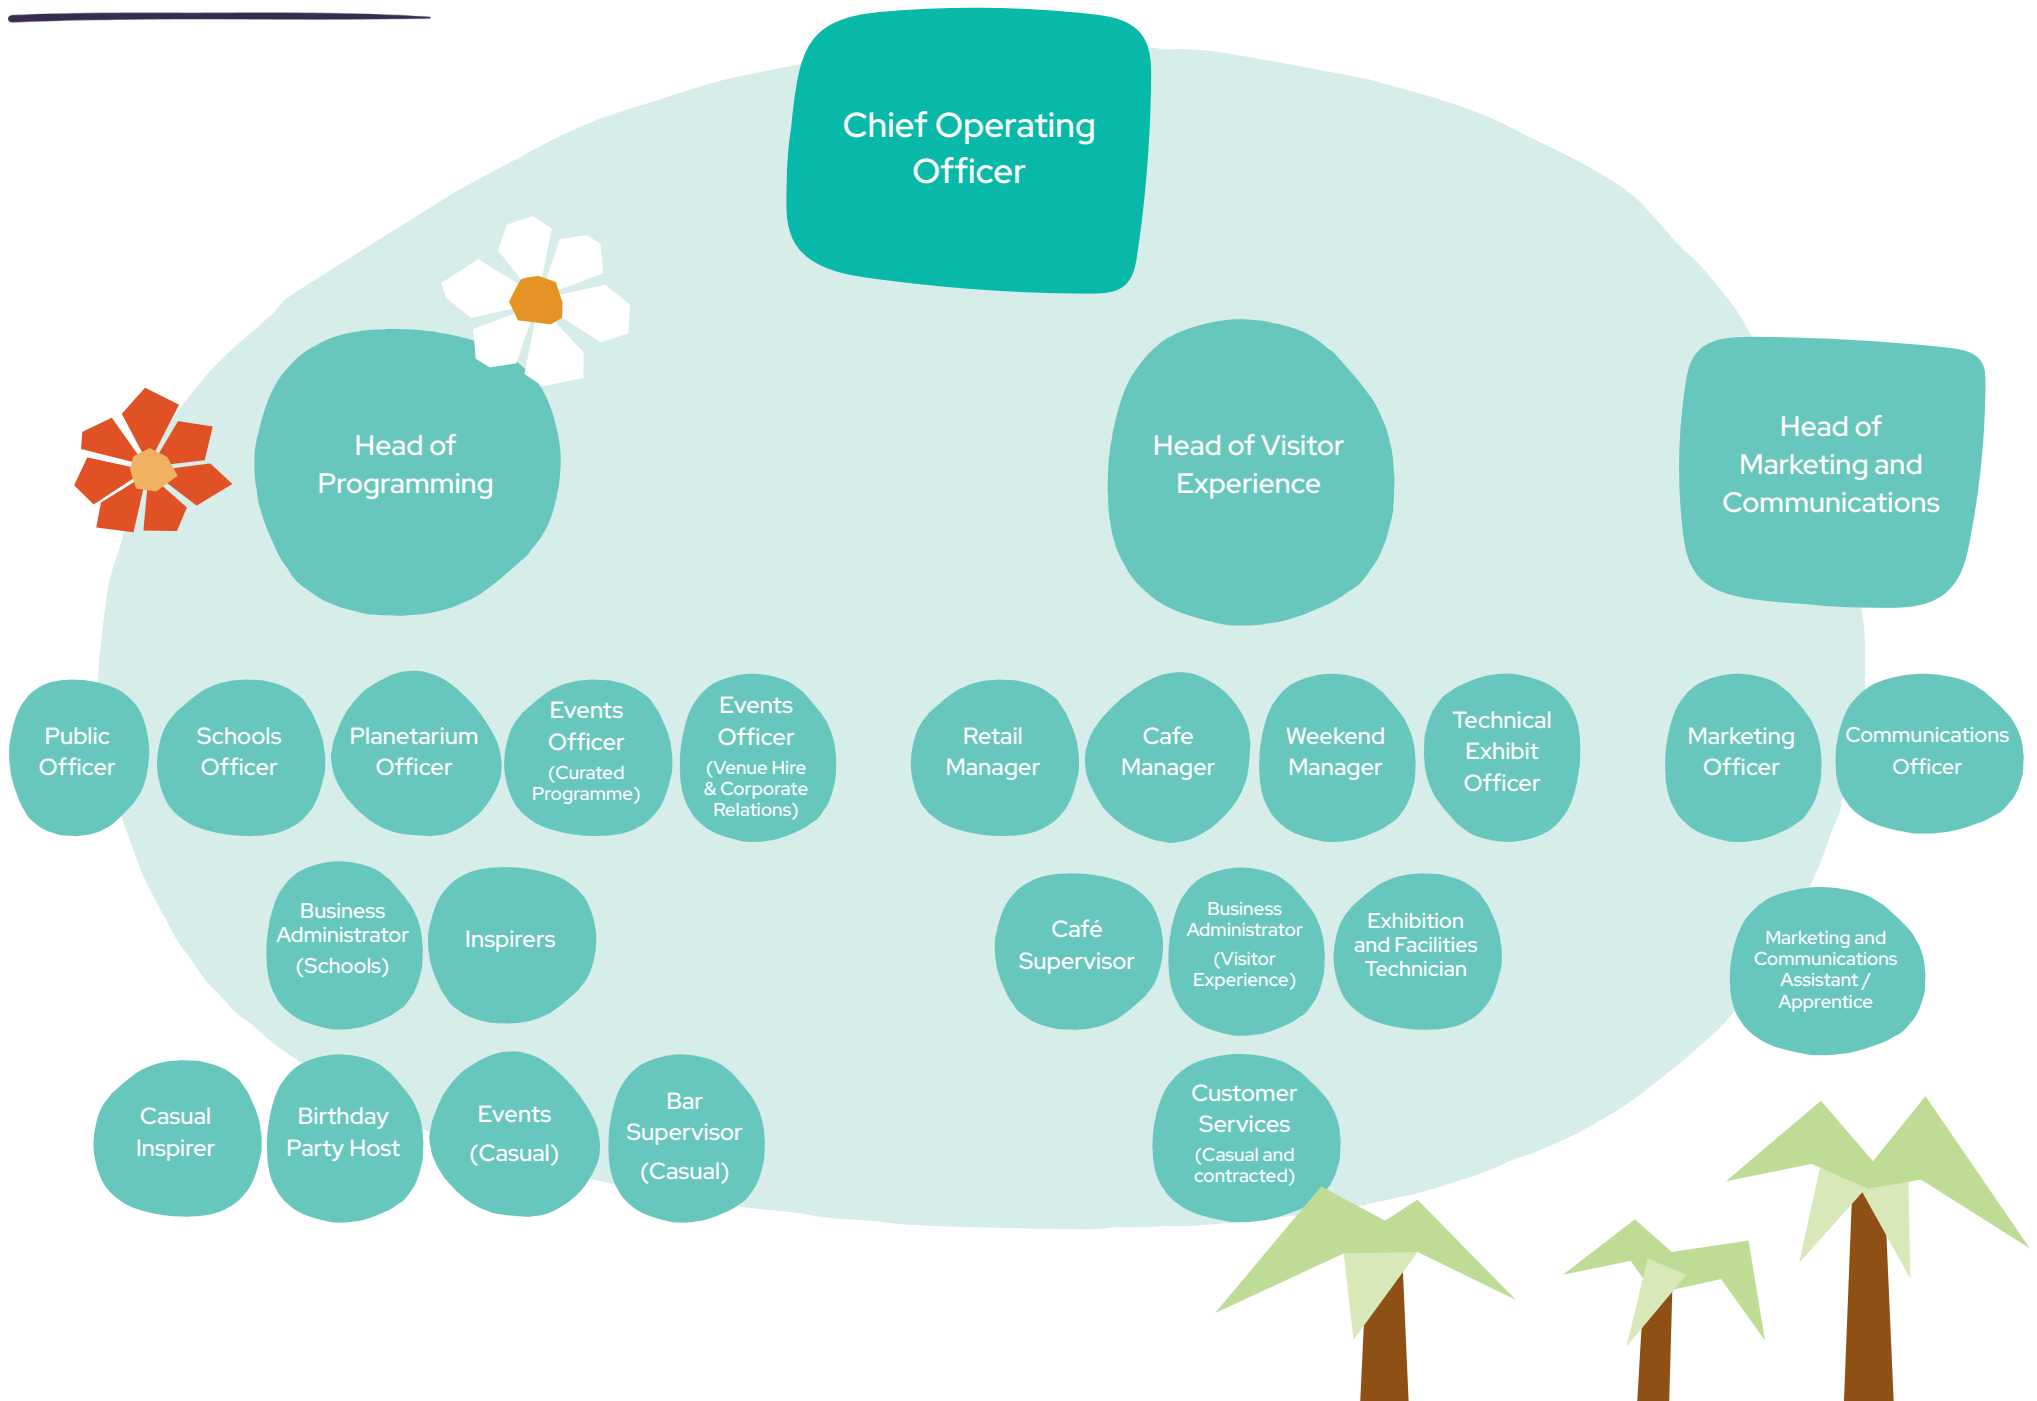 Chief Operating
Officer
Head of
Programming
Head of Visitor
Experience
Head of
Marketing and
Communications
Public
Officer
Schools
Officer
Planetarium
Officer
Events
Officer
(Curated
Programme)
Events
Officer
(Venue Hire
& Corporate
Relations)
Retail
Manager
Cafe
Manager
Weekend
Manager
Technical
Exhibit
Officer
Marketing
Officer
Communications
Officer
Business
Administrator
(Schools)
Inspirers
Café
Supervisor
Business
Administrator
(Visitor
Experience)
Exhibition
and Facilities
Technician
Marketing and
Communications
Assistant /
Apprentice
Casual
Inspirer
Birthday
Party Host
Events
(Casual)
Bar
Supervisor
(Casual)
Customer
Services
(Casual and
contracted)